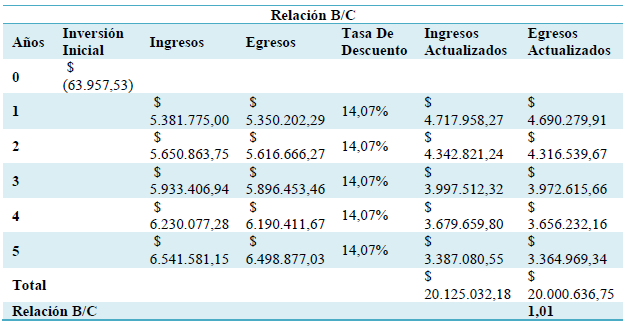 Relación B/C
Años Inversión Inicial Ingresos Egresos Tasa De Descuento Ingresos Actualizados Egresos Actualizados
0 $ (63.957,53)
1 $ 5.381.775,00 $ 5.350.202,29 14,07% $ 4.717.958,27 $ 4.690.279,91
2 $ 5.650.863,75 $ 5.616.666,27 14,07% $ 4.342.821,24 $ 4.316.539,67
3 $ 5.933.406,94 $ 5.896.453,46 14,07% $ 3.997.512,32 $ 3.972.615,66
4 $ 6.230.077,28 $ 6.190.411,67 14,07% $ 3.679.659,80 $ 3.656.232,16
5 $ 6.541.581,15 $ 6.498.877,03 14,07% $ 3.387.080,55 $ 3.364.969,34
Total $ 20.125.032,18 $ 20.000.636,75
Relación B/C 1,01